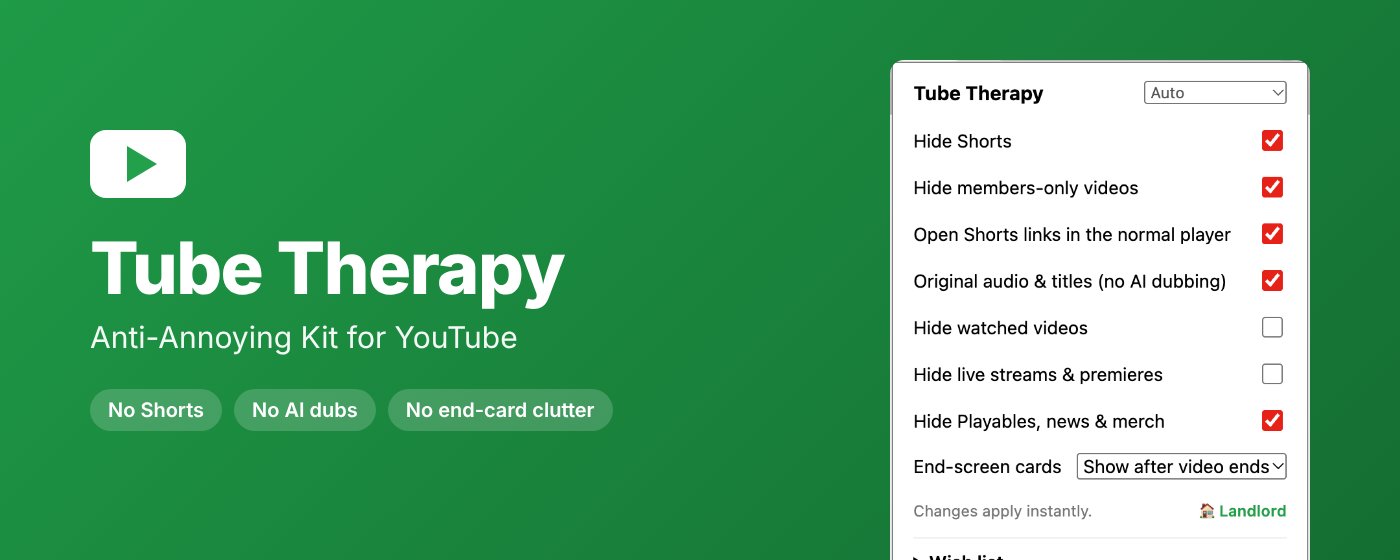 Tube Therapy
Anti-Annoying Kit for YouTube
No Shorts No AI dubs No end-card clutter
Tube Therapy Auto
Hide Shorts
Hide members-only videos
Open Shorts links in the normal player
Original audio & titles (no AI dubbing)
Hide watched videos
Hide live streams & premieres
Hide Playables, news & merch
End-screen cards Show after video ends
Changes apply instantly. Landlord
Wish list